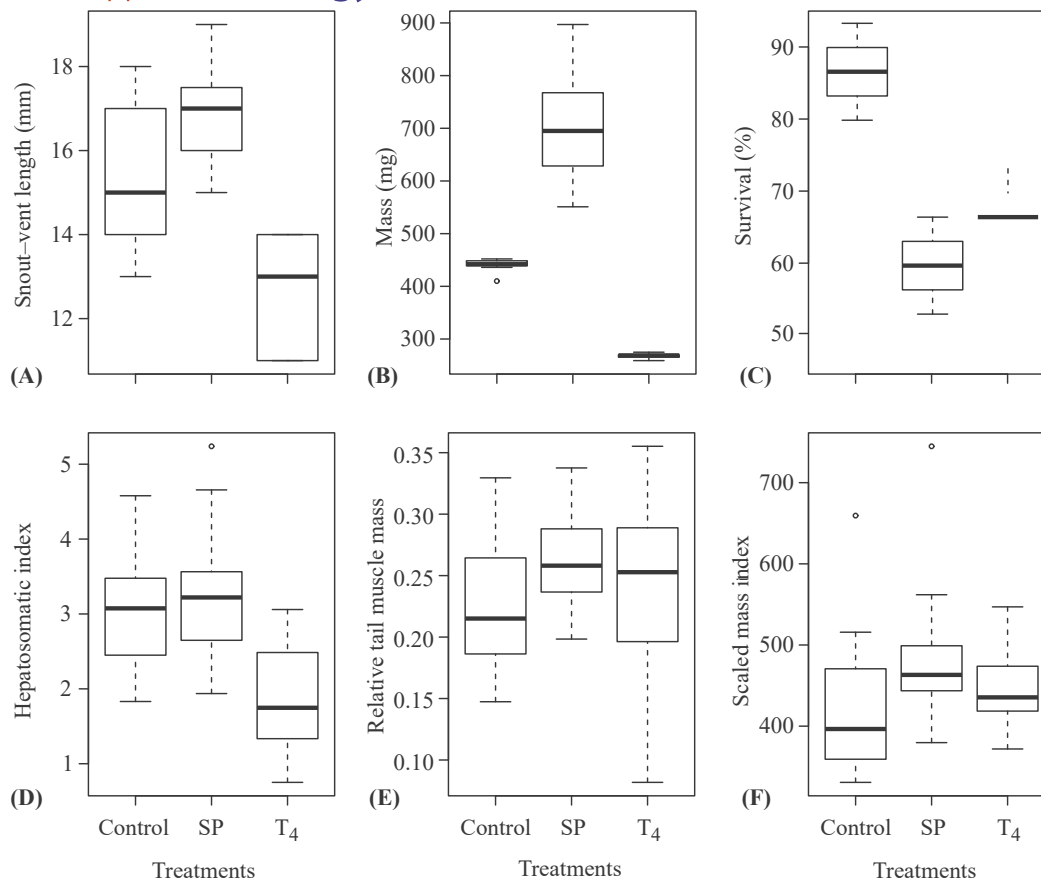 Snout–vent length (mm)
18
16
14
12
(A)
Mass (mg)
900
800
700
600
500
400
300
(B)
Survival (%)
90
80
70
60
50
(C)
Hepatosomatic index
5
4
3
2
1
(D)
Control SP T4
Treatments
Relative tail muscle mass
0.35
0.30
0.25
0.20
0.15
0.10
(E)
Control SP T4
Treatments
Scaled mass index
700
600
500
400
(F)
Control SP T4
Treatments